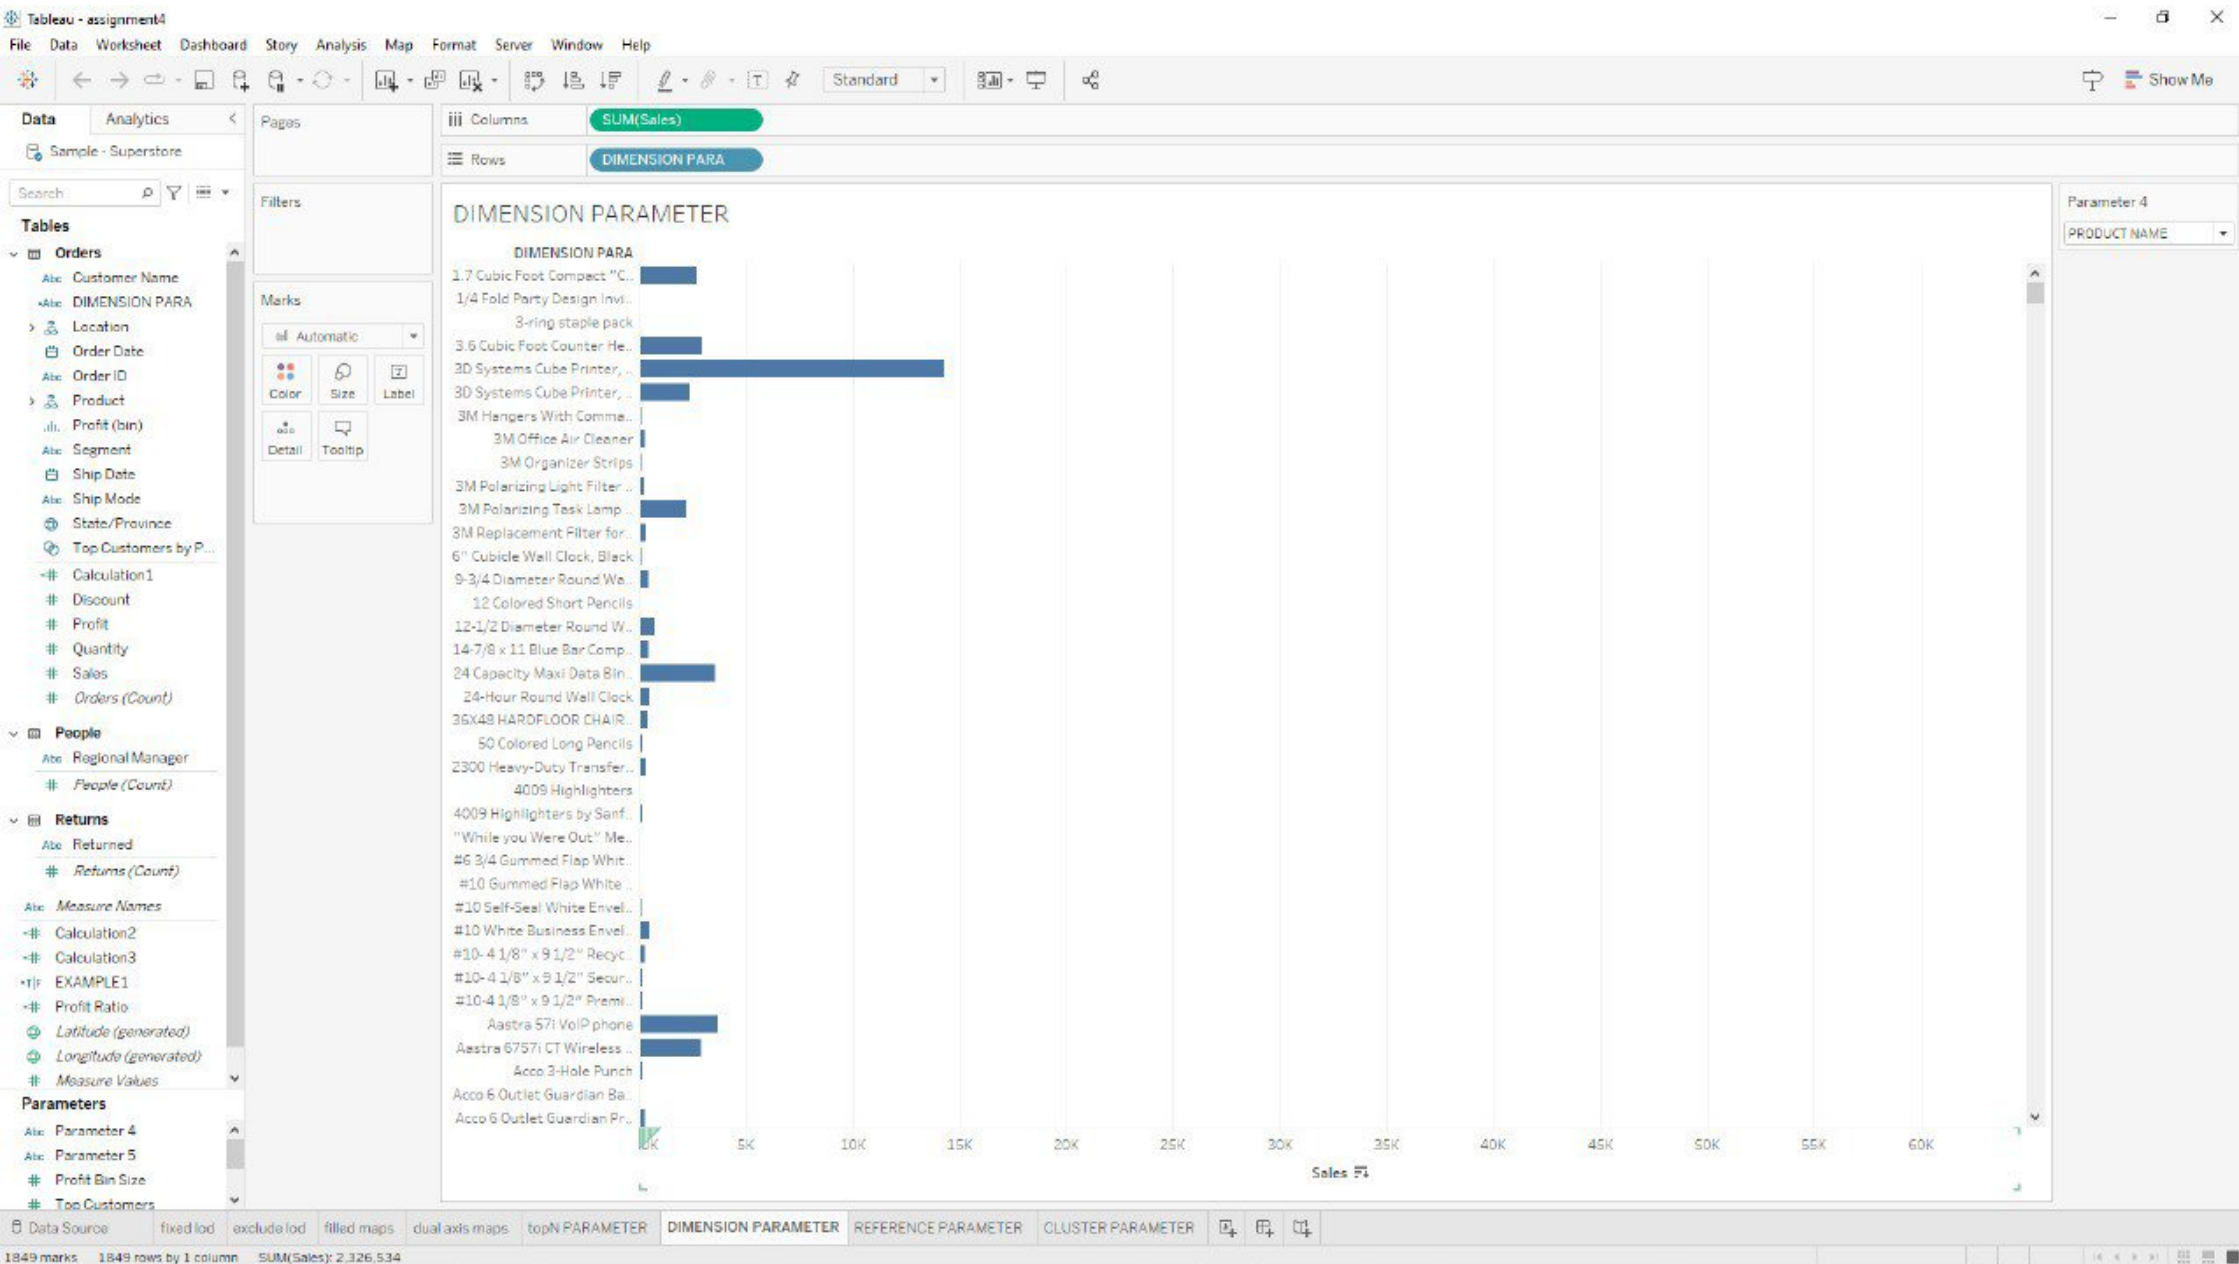 Tableau - assignment4
File Data Worksheet Dashboard Story Analysis Map Format Server Window Help
Standard
Show Me
Data Analytics
Sample - Superstore
Search
Tables
Orders
Abc Customer Name
=Abc DIMENSION PARA
Location
Order Date
Abc Order ID
Product
Profit (bin)
Abc Segment
Ship Date
Abc Ship Mode
State/Province
Top Customers by P...
=# Calculation1
# Discount
# Profit
# Quantity
# Sales
# Orders (Count)
People
Abc Regional Manager
# People (Count)
Returns
Abc Returned
# Returns (Count)
Abc Measure Names
=# Calculation2
=# Calculation3
=T|F EXAMPLE1
=# Profit Ratio
Latitude (generated)
Longitude (generated)
# Measure Values
Parameters
Abc Parameter 4
Abc Parameter 5
# Profit Bin Size
# Top Customers
Pages
Filters
Marks
Automatic
Color Size Label
Detail Tooltip
Columns SUM(Sales)
Rows DIMENSION PARA
DIMENSION PARAMETER
DIMENSION PARA
1.7 Cubic Foot Compact "C..
1/4 Fold Party Design Invi..
3-ring staple pack
3.6 Cubic Foot Counter He..
3D Systems Cube Printer, ..
3D Systems Cube Printer, ..
3M Hangers With Comma..
3M Office Air Cleaner
3M Organizer Strips
3M Polarizing Light Filter ..
3M Polarizing Task Lamp ..
3M Replacement Filter for..
6" Cubicle Wall Clock, Black
9-3/4 Diameter Round Wa..
12 Colored Short Pencils
12-1/2 Diameter Round W..
14-7/8 x 11 Blue Bar Comp..
24 Capacity Maxi Data Bin..
24-Hour Round Wall Clock
36X48 HARDFLOOR CHAIR..
50 Colored Long Pencils
2300 Heavy-Duty Transfer..
4009 Highlighters
4009 Highlighters by Sanf..
"While you Were Out" Me..
#6 3/4 Gummed Flap Whit..
#10 Gummed Flap White ..
#10 Self-Seal White Envel..
#10 White Business Envel..
#10- 4 1/8" x 9 1/2" Recyc..
#10- 4 1/8" x 9 1/2" Secur..
#10-4 1/8" x 9 1/2" Premi..
Aastra 57i VoIP phone
Aastra 6757i CT Wireless ..
Acco 3-Hole Punch
Acco 6 Outlet Guardian Ba..
Acco 6 Outlet Guardian Pr..
0K 5K 10K 15K 20K 25K 30K 35K 40K 45K 50K 55K 60K
Sales
Parameter 4
PRODUCT NAME
Data Source fixed lod exclude lod filled maps dual axis maps topN PARAMETER DIMENSION PARAMETER REFERENCE PARAMETER CLUSTER PARAMETER
1849 marks 1849 rows by 1 column SUM(Sales): 2,326,534